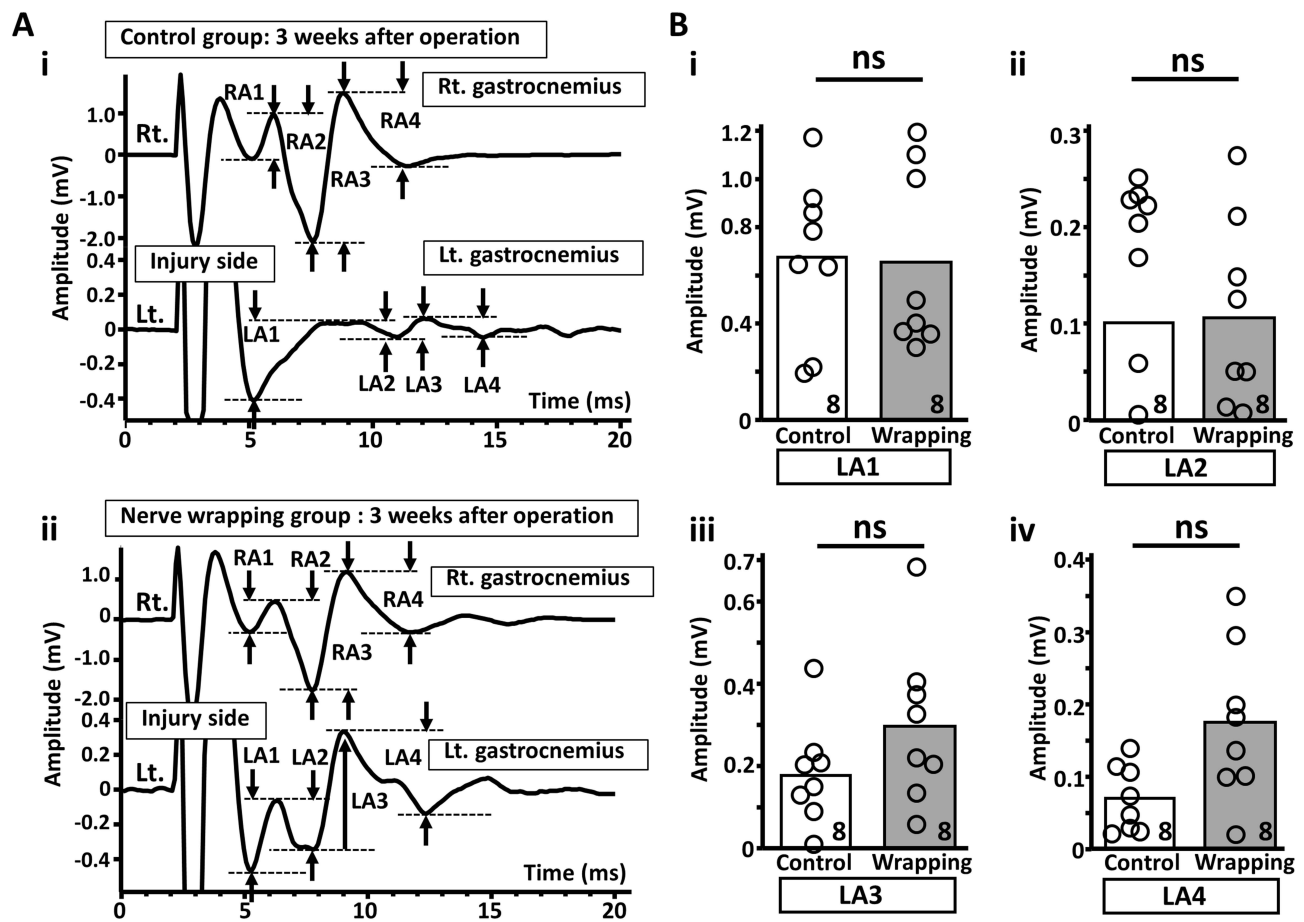 A
Control group: 3 weeks after operation
i
Rt. gastrocnemius
RA1
RA2
RA3
RA4
Rt.
1.0
0
-1.0
-2.0
Amplitude (mV)
Injury side
Lt. gastrocnemius
Lt.
0.4
0.2
0
-0.2
-0.4
LA1
LA2
LA3
LA4
Time (ms)
0 5 10 15 20
ii
Nerve wrapping group : 3 weeks after operation
Rt. gastrocnemius
RA1
RA2
RA3
RA4
Rt.
1.0
0
-1.0
-2.0
Amplitude (mV)
Injury side
Lt. gastrocnemius
Lt.
0.4
0.2
0
-0.2
-0.4
LA1
LA2
LA3
LA4
Time (ms)
0 5 10 15 20
B
i
ns
Amplitude (mV)
1.2
1.0
0.8
0.4
0
8 8
Control Wrapping
LA1
ii
ns
Amplitude (mV)
0.3
0.2
0.1
0
8 8
Control Wrapping
LA2
iii
ns
Amplitude (mV)
0.7
0.6
0.4
0.2
0
8 8
Control Wrapping
LA3
iv
ns
Amplitude (mV)
0.4
0.3
0.2
0.1
0
8 8
Control Wrapping
LA4